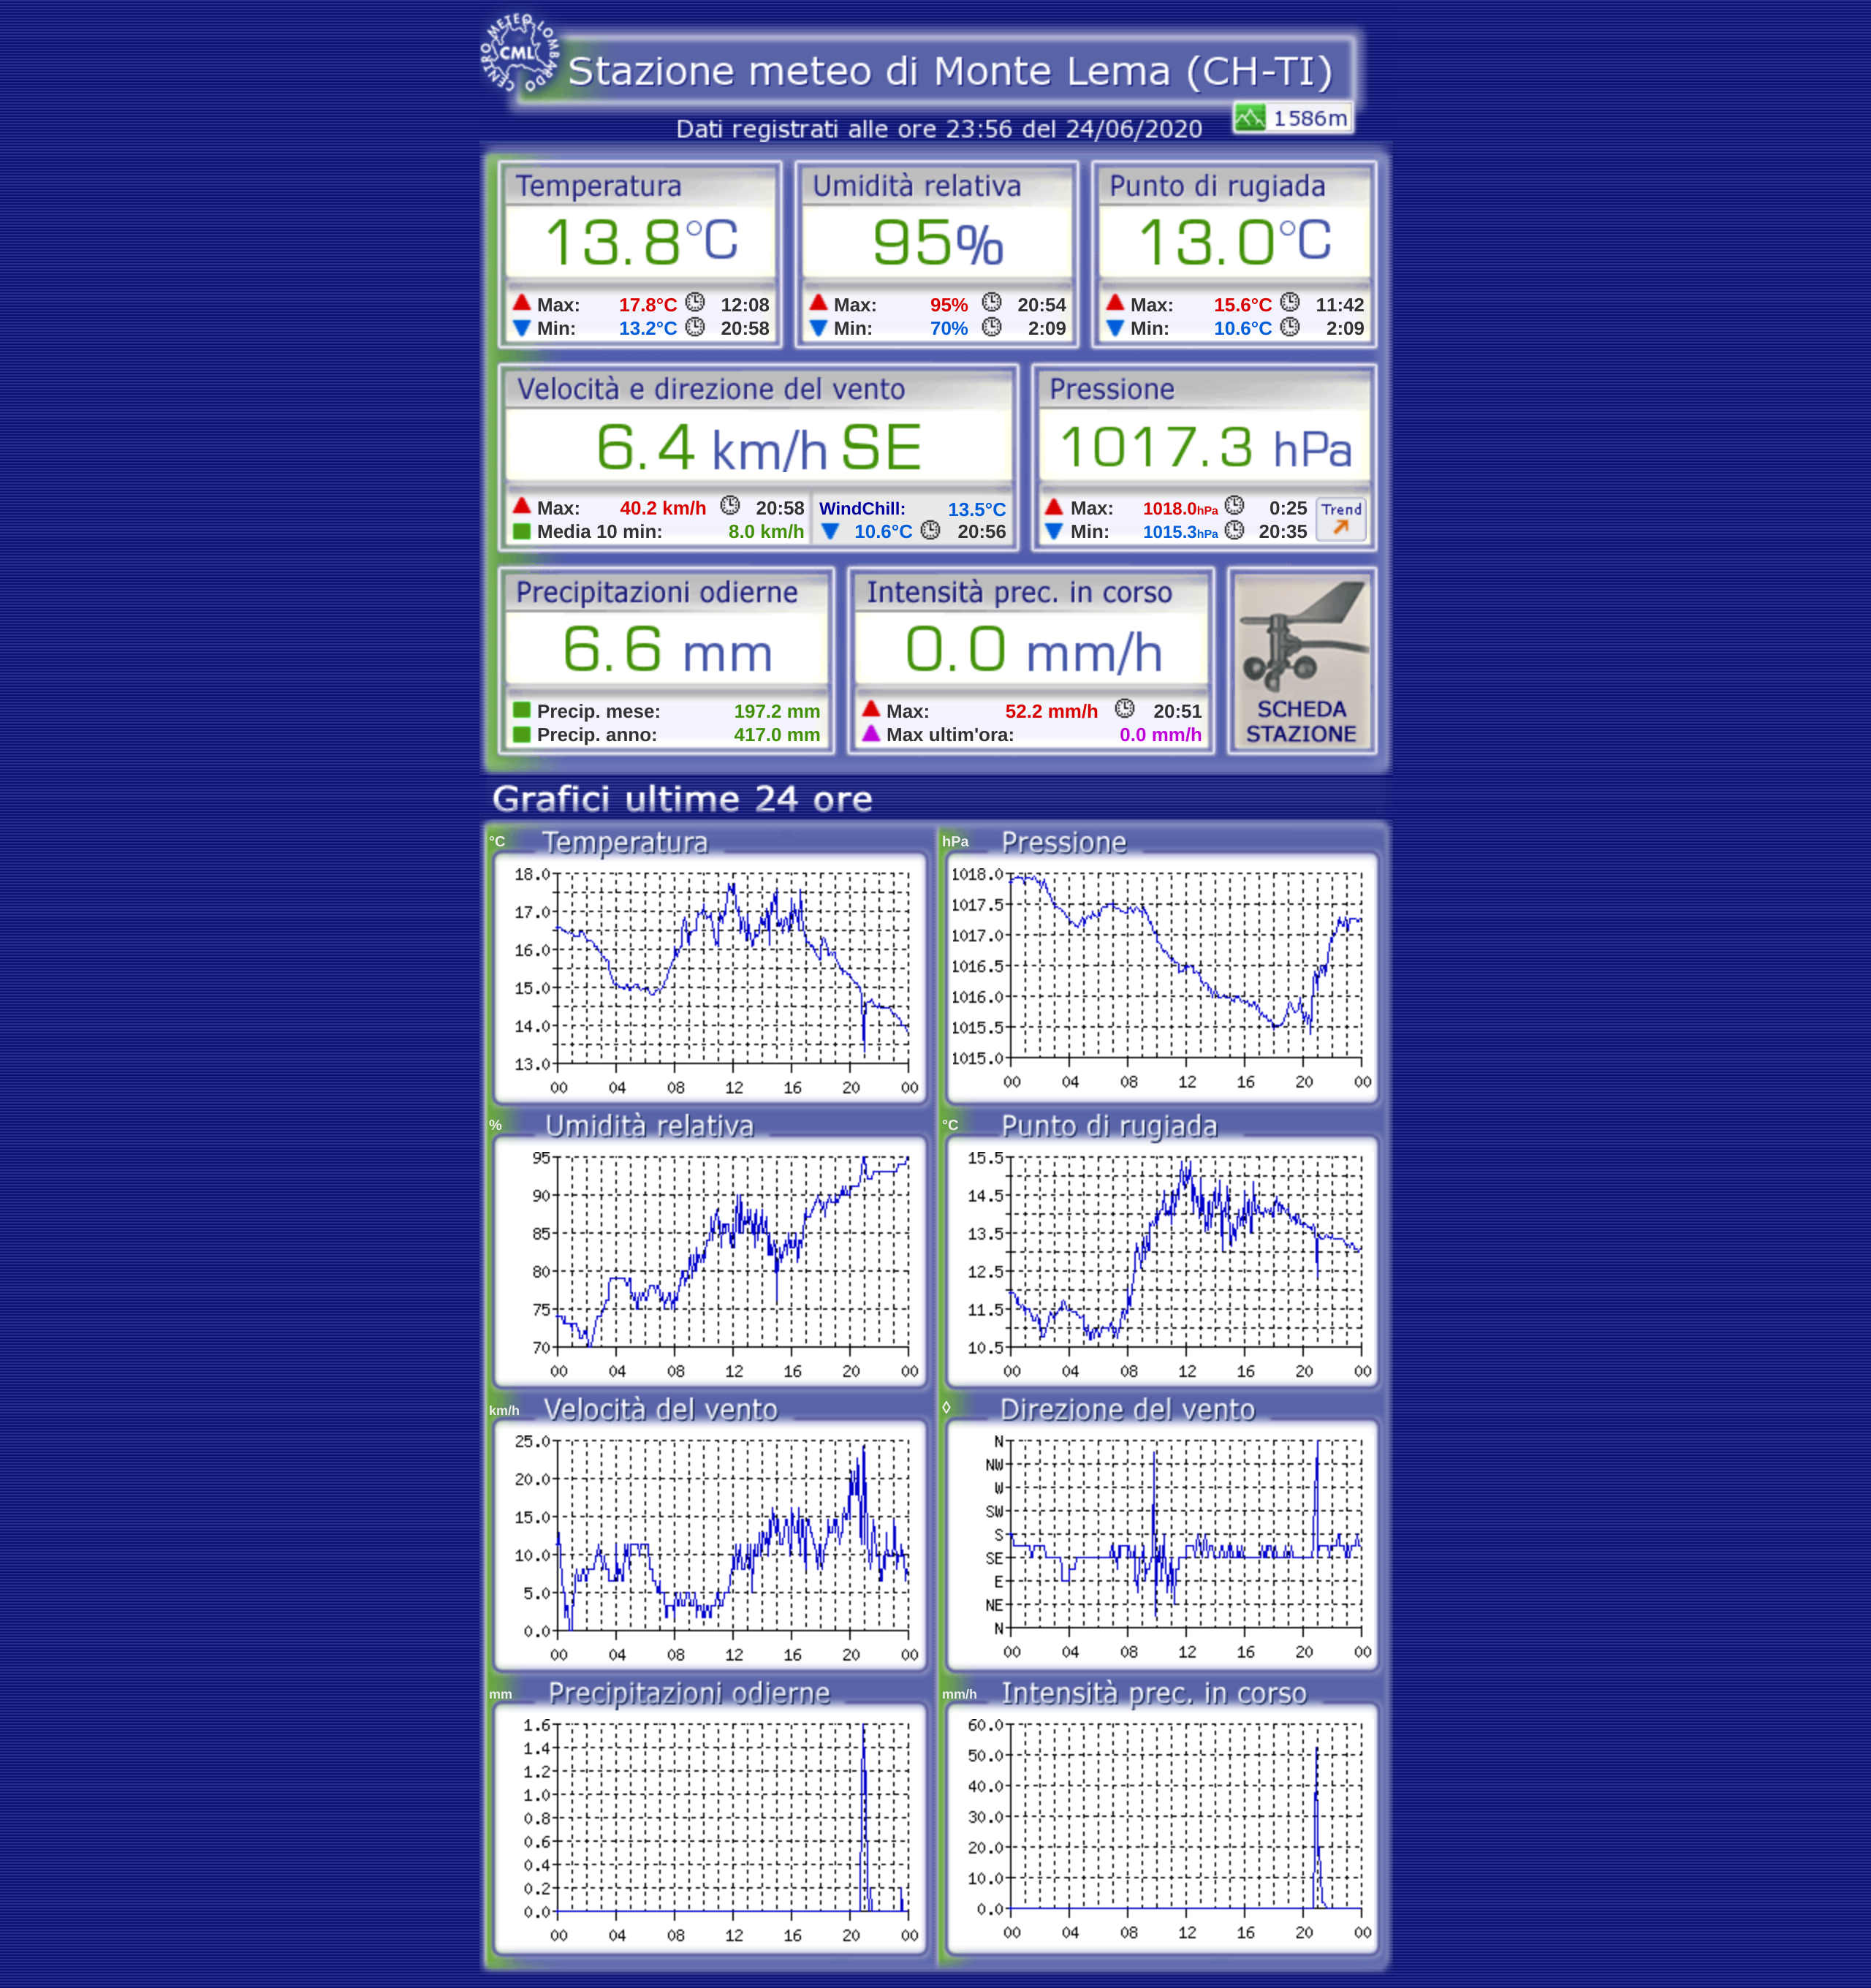 CENTRO METEO LOMBARDO
CML
Stazione meteo di Monte Lema (CH-TI)
1586m
Dati registrati alle ore 23:56 del 24/06/2020
Temperatura
13.8°C
Max: 17.8°C 12:08
Min: 13.2°C 20:58
Umidità relativa
95%
Max: 95% 20:54
Min: 70% 2:09
Punto di rugiada
13.0°C
Max: 15.6°C 11:42
Min: 10.6°C 2:09
Velocità e direzione del vento
6.4 km/h SE
Max: 40.2 km/h 20:58
Media 10 min: 8.0 km/h
WindChill: 13.5°C
10.6°C 20:56
Pressione
1017.3 hPa
Max: 1018.0hPa 0:25
Min: 1015.3hPa 20:35
Trend
Precipitazioni odierne
6.6 mm
Precip. mese: 197.2 mm
Precip. anno: 417.0 mm
Intensità prec. in corso
0.0 mm/h
Max: 52.2 mm/h 20:51
Max ultim'ora: 0.0 mm/h
SCHEDA
STAZIONE
Grafici ultime 24 ore
°C Temperatura
18.0
17.0
16.0
15.0
14.0
13.0
00 04 08 12 16 20 00
hPa Pressione
1018.0
1017.5
1017.0
1016.5
1016.0
1015.5
1015.0
00 04 08 12 16 20 00
% Umidità relativa
95
90
85
80
75
70
00 04 08 12 16 20 00
°C Punto di rugiada
15.5
14.5
13.5
12.5
11.5
10.5
00 04 08 12 16 20 00
km/h Velocità del vento
25.0
20.0
15.0
10.0
5.0
0.0
00 04 08 12 16 20 00
◊ Direzione del vento
N
NW
W
SW
S
SE
E
NE
N
00 04 08 12 16 20 00
mm Precipitazioni odierne
1.6
1.4
1.2
1.0
0.8
0.6
0.4
0.2
0.0
00 04 08 12 16 20 00
mm/h Intensità prec. in corso
60.0
50.0
40.0
30.0
20.0
10.0
0.0
00 04 08 12 16 20 00